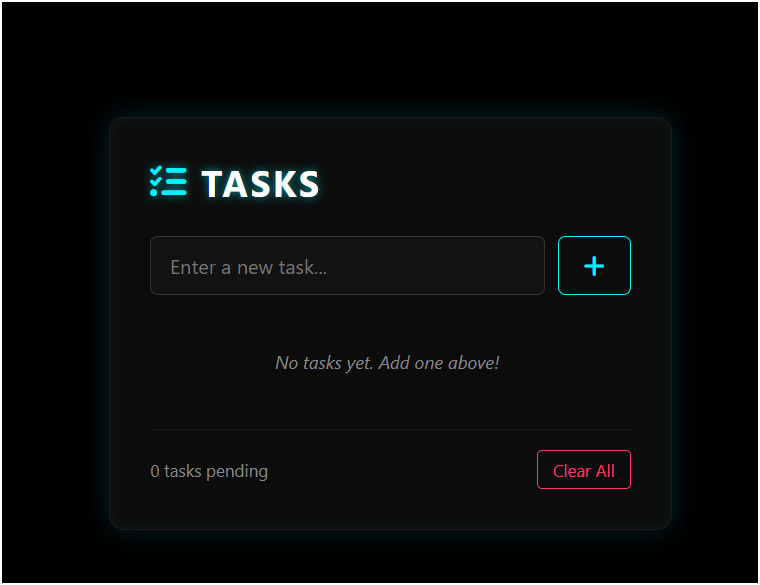 TASKS
Enter a new task...
No tasks yet. Add one above!
0 tasks pending
Clear All